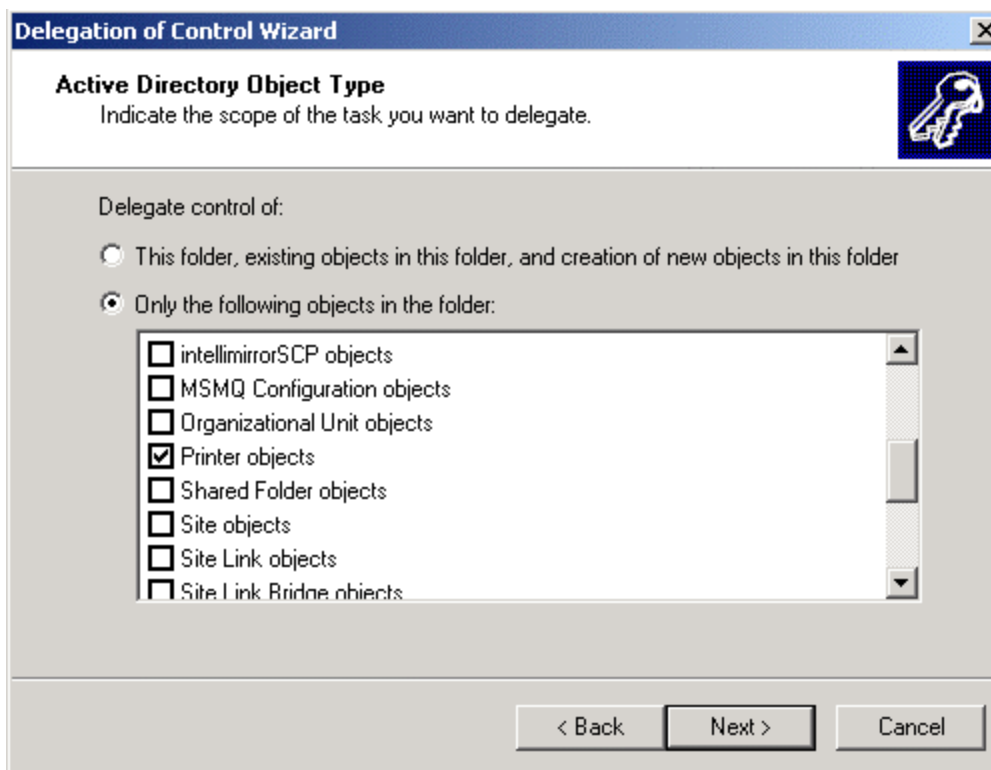 Delegation of Control Wizard
Active Directory Object Type
Indicate the scope of the task you want to delegate.
Delegate control of:
This folder, existing objects in this folder, and creation of new objects in this folder
Only the following objects in the folder:
intellimirrorSCP objects
MSMQ Configuration objects
Organizational Unit objects
Printer objects
Shared Folder objects
Site objects
Site Link objects
Site Link Bridge objects
< Back
Next >
Cancel